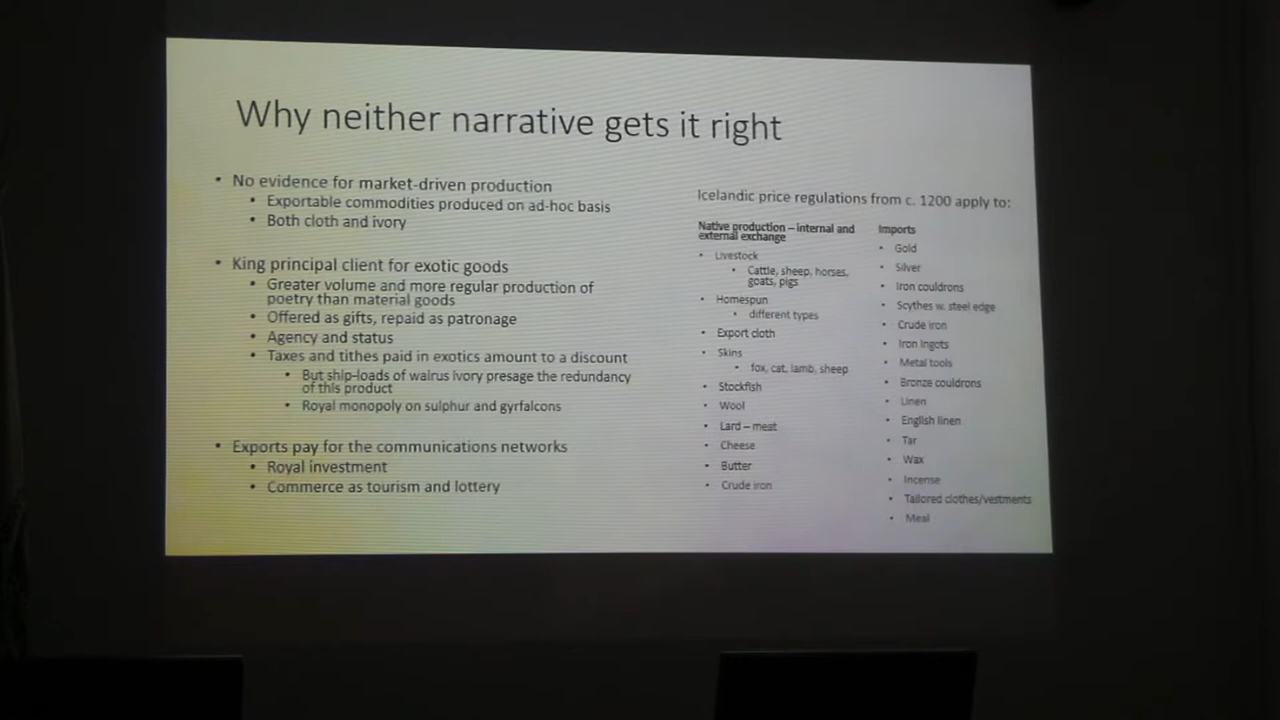 Why neither narrative gets it right
• No evidence for market-driven production
• Exportable commodities produced on ad-hoc basis
• Both cloth and ivory
• King principal client for exotic goods
• Greater volume and more regular production of
poetry than material goods
• Offered as gifts, repaid as patronage
• Agency and status
• Taxes and tithes paid in exotics amount to a discount
• But ship-loads of walrus ivory presage the redundancy
of this product
• Royal monopoly on sulphur and gyrfalcons
• Exports pay for the communications networks
• Royal investment
• Commerce as tourism and lottery
Icelandic price regulations from c. 1200 apply to:
Native production – internal and
external exchange
• Livestock
• Cattle, sheep, horses,
goats, pigs
• Homespun
• different types
• Export cloth
• Skins
• fox, cat, lamb, sheep
• Stockfish
• Wool
• Lard – meat
• Cheese
• Butter
• Crude iron
Imports
• Gold
• Silver
• Iron couldrons
• Scythes w. steel edge
• Crude iron
• Iron Ingots
• Metal tools
• Bronze couldrons
• Linen
• English linen
• Tar
• Wax
• Incense
• Tailored clothes/vestments
• Meal